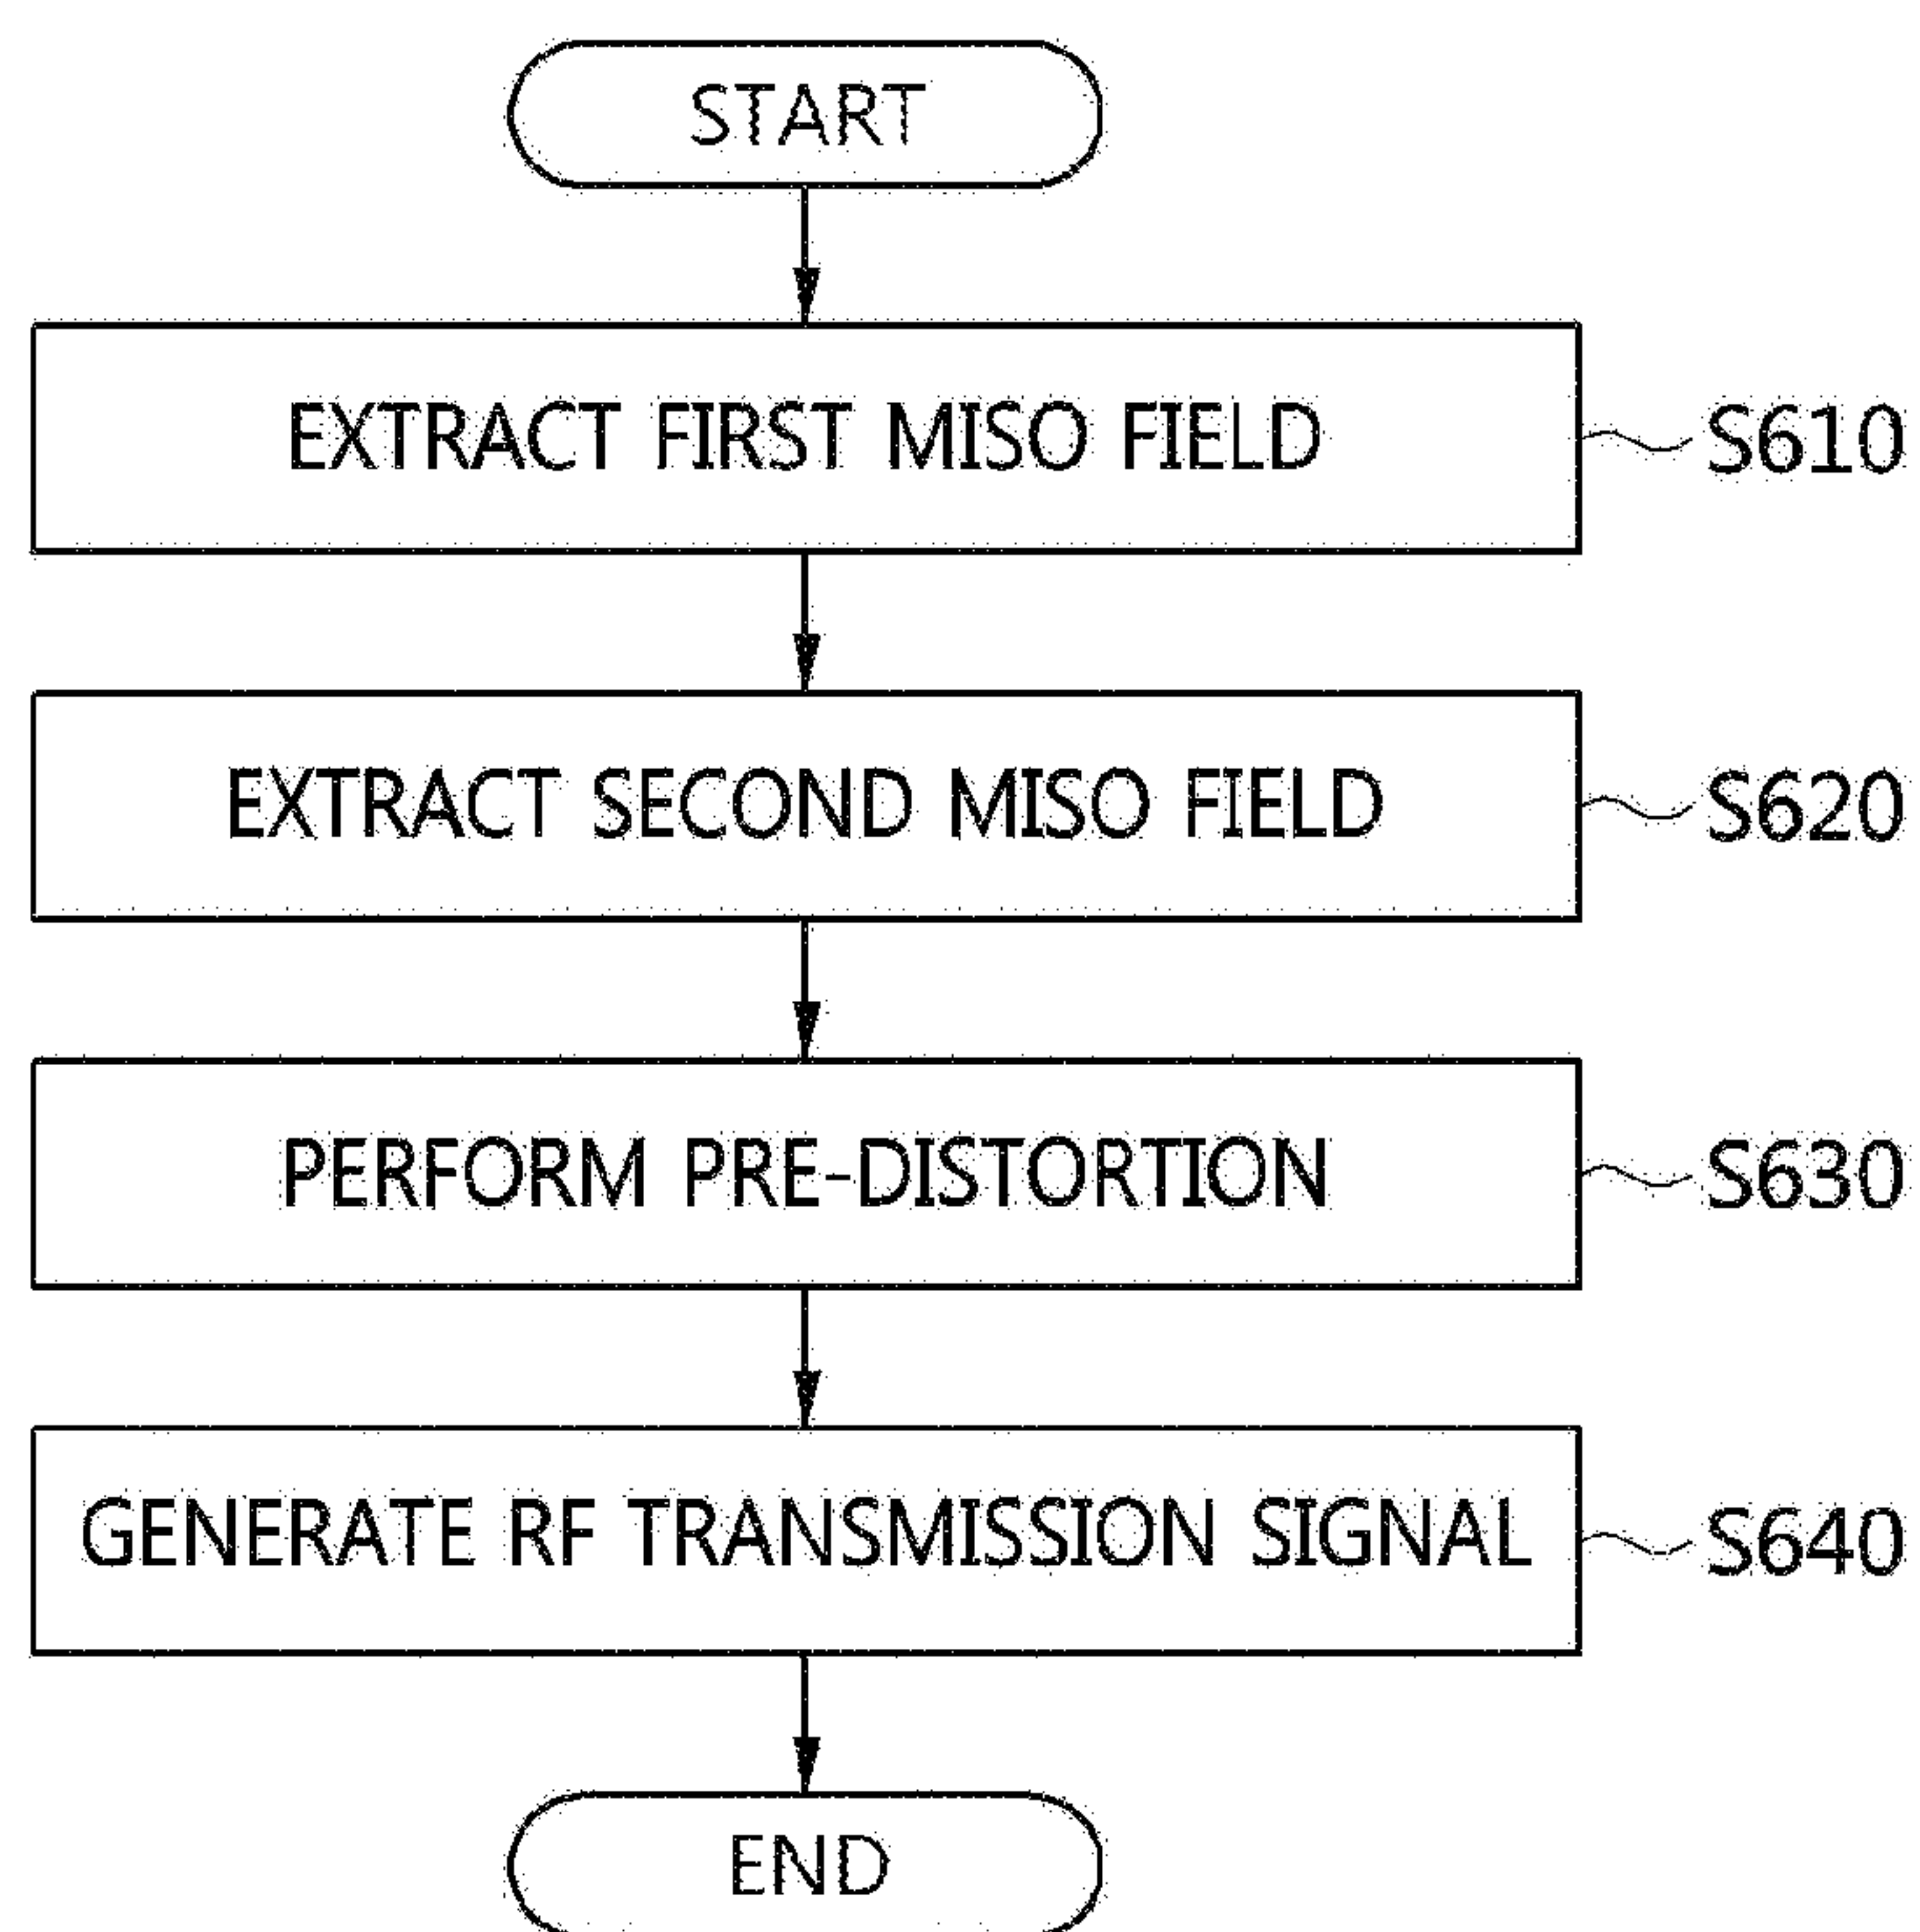 START
EXTRACT FIRST MISO FIELD
S610
EXTRACT SECOND MISO FIELD
S620
PERFORM PRE-DISTORTION
S630
GENERATE RF TRANSMISSION SIGNAL
S640
END